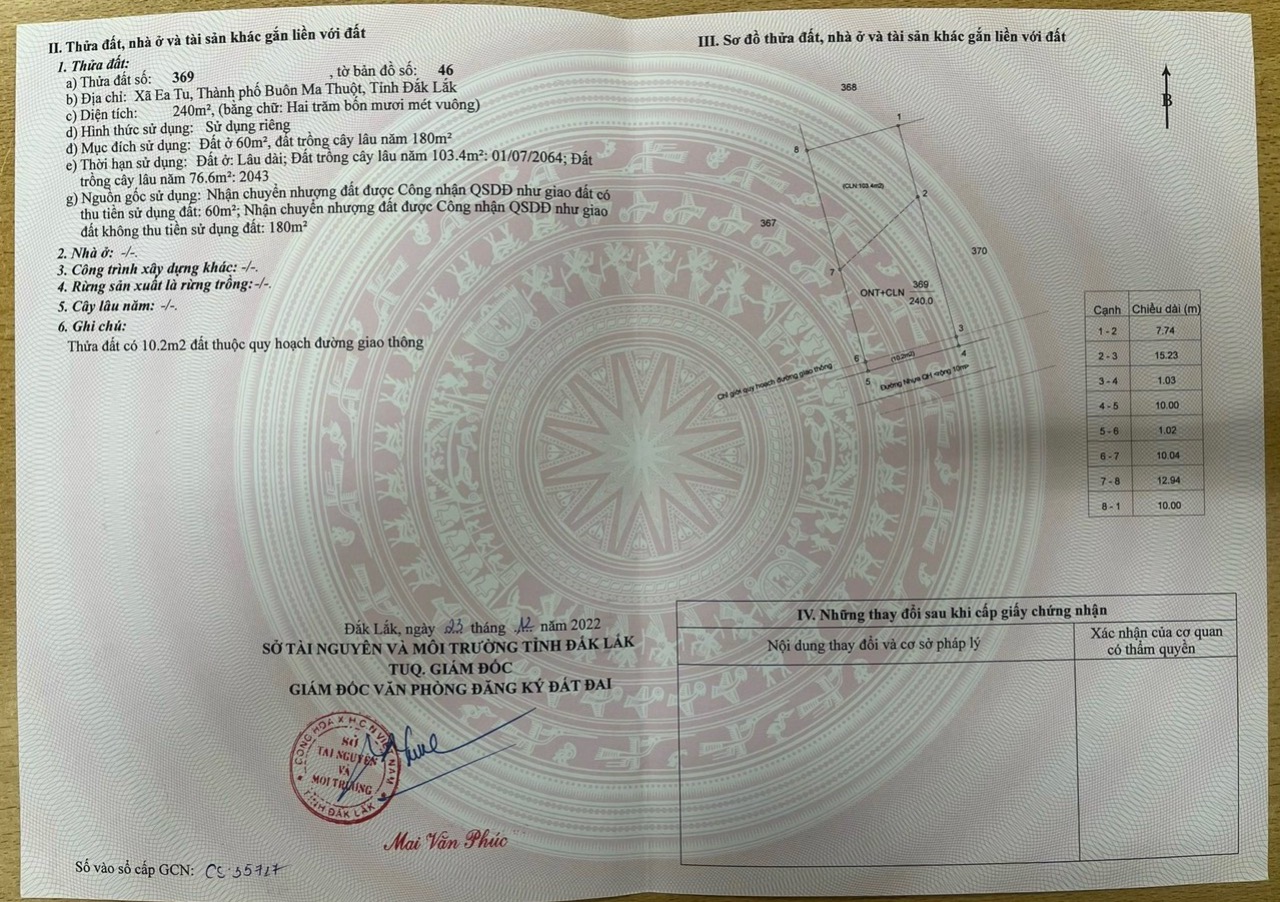 II. Thửa đất, nhà ở và tài sản khác gắn liền với đất
1. Thửa đất:
a) Thửa đất số: 369 , tờ bản đồ số: 46
b) Địa chỉ: Xã Ea Tu, Thành phố Buôn Ma Thuột, Tỉnh Đắk Lắk
c) Diện tích: 240m², (bằng chữ: Hai trăm bốn mươi mét vuông)
d) Hình thức sử dụng: Sử dụng riêng
đ) Mục đích sử dụng: Đất ở 60m², đất trồng cây lâu năm 180m²
e) Thời hạn sử dụng: Đất ở: Lâu dài; Đất trồng cây lâu năm 103.4m²: 01/07/2064; Đất
trồng cây lâu năm 76.6m²: 2043
g) Nguồn gốc sử dụng: Nhận chuyển nhượng đất được Công nhận QSDĐ như giao đất có
thu tiền sử dụng đất: 60m²; Nhận chuyển nhượng đất được Công nhận QSDĐ như giao
đất không thu tiền sử dụng đất: 180m²
2. Nhà ở: -/-.
3. Công trình xây dựng khác: -/-.
4. Rừng sản xuất là rừng trồng:-/-.
5. Cây lâu năm: -/-.
6. Ghi chú:
Thửa đất có 10.2m2 đất thuộc quy hoạch đường giao thông
Đắk Lắk, ngày 23 tháng 12 năm 2022
SỞ TÀI NGUYÊN VÀ MÔI TRƯỜNG TỈNH ĐẮK LẮK
TUQ. GIÁM ĐỐC
GIÁM ĐỐC VĂN PHÒNG ĐĂNG KÝ ĐẤT ĐAI
CỘNG HÒA X.H.C.N VIỆT NAM
SỞ
TÀI NGUYÊN
VÀ
MÔI TRƯỜNG
TỈNH ĐẮK LẮK
Mai Văn Phúc
Số vào sổ cấp GCN: CS 35727
III. Sơ đồ thửa đất, nhà ở và tài sản khác gắn liền với đất
B
368
1
8
(CLN:103.4m2)
2
367
370
7
ONT+CLN 369
240.0
3
6
(10.2m2)
4
5
Chỉ giới quy hoạch đường giao thông
Đường Nhựa QH <rộng 10m>
Cạnh Chiều dài (m)
1 - 2 7.74
2 - 3 15.23
3 - 4 1.03
4 - 5 10.00
5 - 6 1.02
6 - 7 10.04
7 - 8 12.94
8 - 1 10.00
IV. Những thay đổi sau khi cấp giấy chứng nhận
Nội dung thay đổi và cơ sở pháp lý
Xác nhận của cơ quan
có thẩm quyền